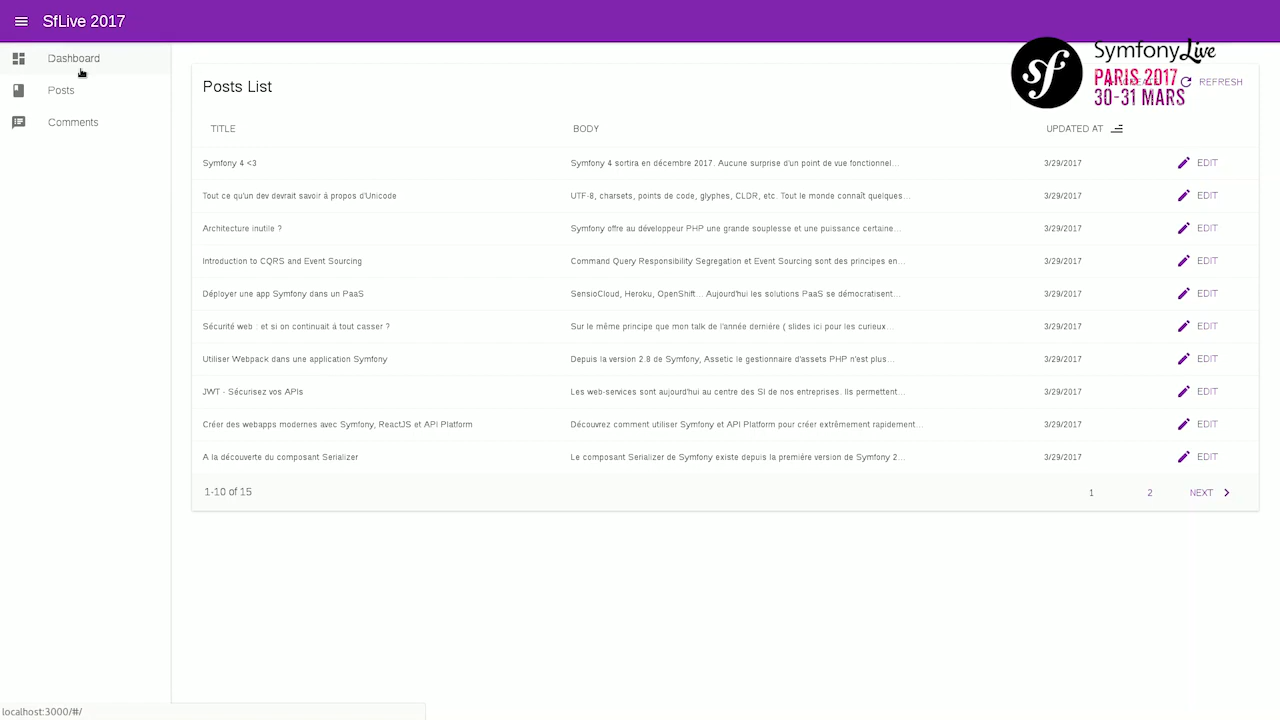 SfLive 2017
Dashboard
Posts
Comments
Posts List
sf
SymfonyLive
PARIS 2017
30-31 MARS
REFRESH
TITLE BODY UPDATED AT
Symfony 4 <3 Symfony 4 sortira en décembre 2017. Aucune surprise d'un point de vue fonctionnel... 3/29/2017 EDIT
Tout ce qu'un dev devrait savoir à propos d'Unicode UTF-8, charsets, points de code, glyphes, CLDR, etc. Tout le monde connaît quelques... 3/29/2017 EDIT
Architecture inutile ? Symfony offre au développeur PHP une grande souplesse et une puissance certaine... 3/29/2017 EDIT
Introduction to CQRS and Event Sourcing Command Query Responsibility Segregation et Event Sourcing sont des principes en... 3/29/2017 EDIT
Déployer une app Symfony dans un PaaS SensioCloud, Heroku, OpenShift... Aujourd'hui les solutions PaaS se démocratisent... 3/29/2017 EDIT
Sécurité web : et si on continuait à tout casser ? Sur le même principe que mon talk de l'année dernière ( slides ici pour les curieux... 3/29/2017 EDIT
Utiliser Webpack dans une application Symfony Depuis la version 2.8 de Symfony, Assetic le gestionnaire d'assets PHP n'est plus... 3/29/2017 EDIT
JWT - Sécurisez vos APIs Les web-services sont aujourd'hui au centre des SI de nos entreprises. Ils permettent... 3/29/2017 EDIT
Créer des webapps modernes avec Symfony, ReactJS et API Platform Découvrez comment utiliser Symfony et API Platform pour créer extrêmement rapidement... 3/29/2017 EDIT
A la découverte du composant Serializer Le composant Serializer de Symfony existe depuis la première version de Symfony 2... 3/29/2017 EDIT
1-10 of 15 1 2 NEXT
localhost:3000/#/